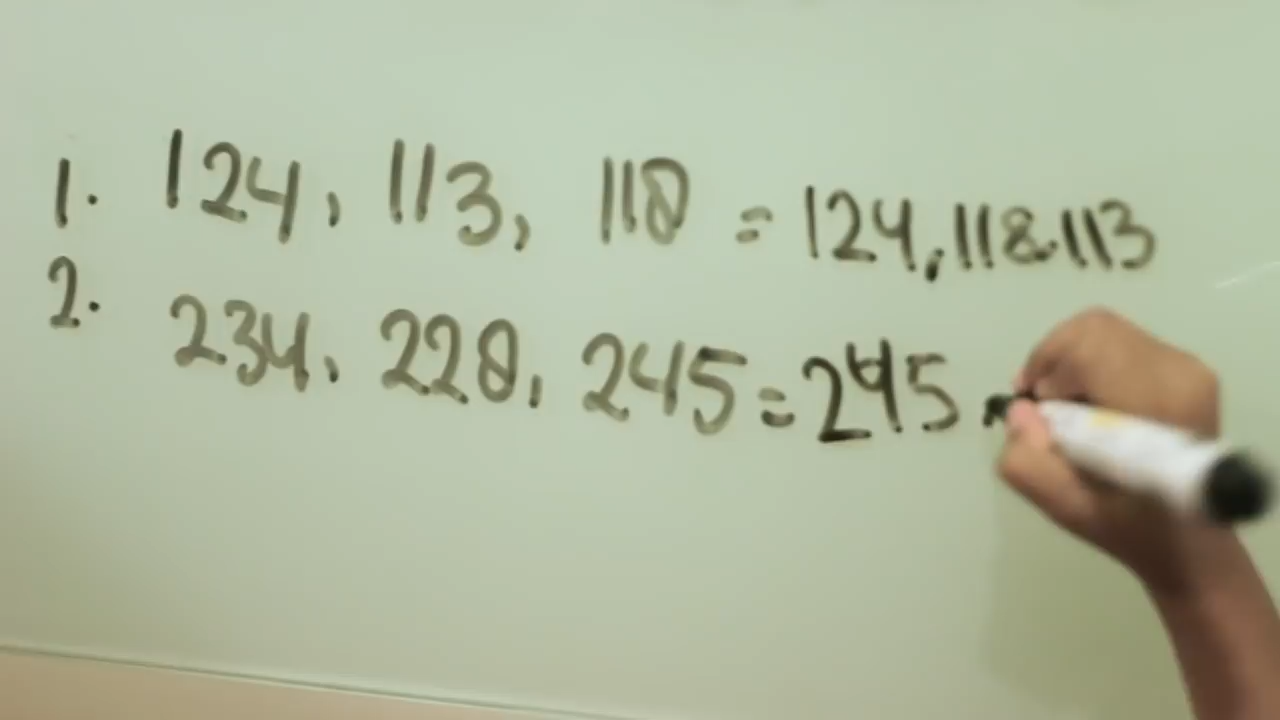 1. 124, 113, 118 = 124, 118, 113
2. 234, 228, 245 = 245